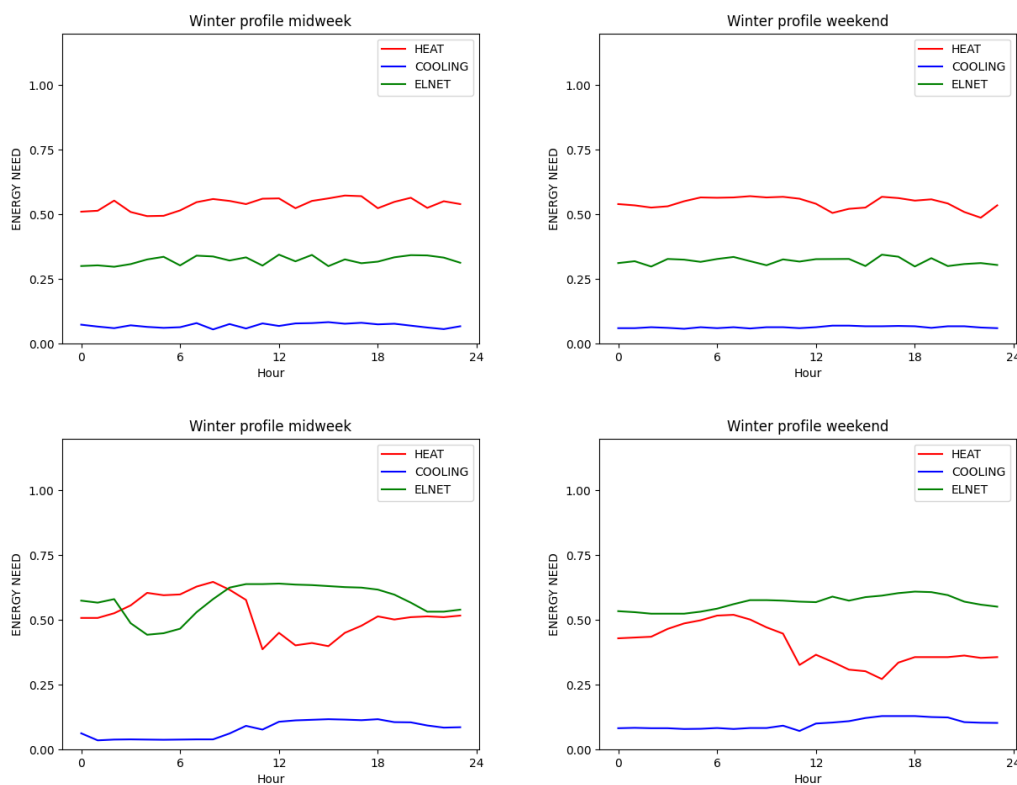 Winter profile midweek
HEAT
COOLING
ELNET
1.00
0.75
0.50
0.25
0.00
ENERGY NEED
0
6
12
18
24
Hour
Winter profile weekend
HEAT
COOLING
ELNET
1.00
0.75
0.50
0.25
0.00
ENERGY NEED
0
6
12
18
24
Hour
Winter profile midweek
HEAT
COOLING
ELNET
1.00
0.75
0.50
0.25
0.00
ENERGY NEED
0
6
12
18
24
Hour
Winter profile weekend
HEAT
COOLING
ELNET
1.00
0.75
0.50
0.25
0.00
ENERGY NEED
0
6
12
18
24
Hour